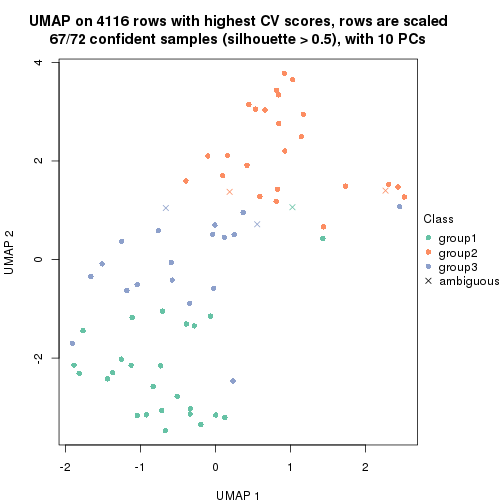 UMAP on 4116 rows with highest CV scores, rows are scaled
67/72 confident samples (silhouette > 0.5), with 10 PCs
4
2
0
-2
UMAP 2
-2
-1
0
1
2
UMAP 1
Class
group1
group2
group3
ambiguous